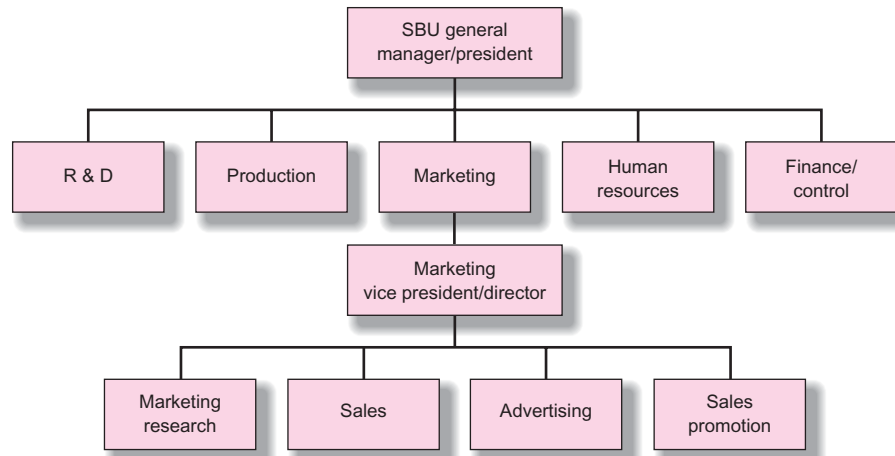 SBU general
manager/president
R & D
Production
Marketing
Human
resources
Finance/
control
Marketing
vice president/director
Marketing
research
Sales
Advertising
Sales
promotion